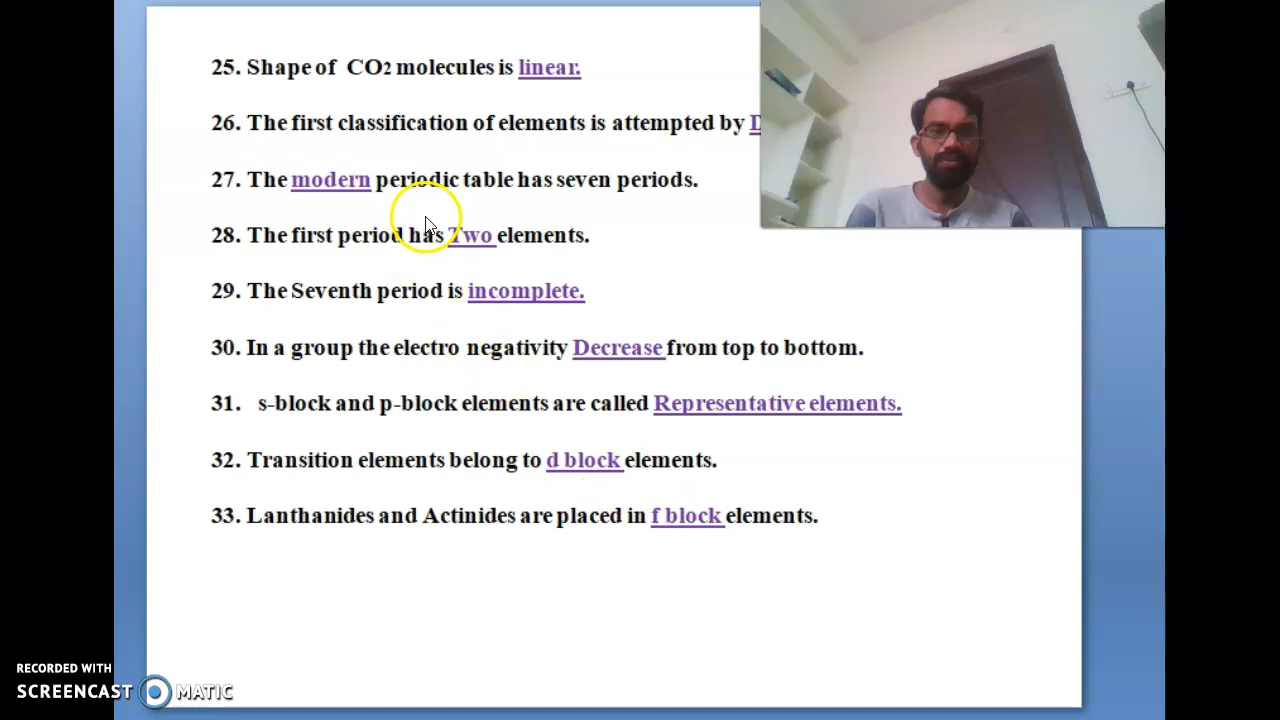 25. Shape of CO2 molecules is linear.
26. The first classification of elements is attempted by
27. The modern periodic table has seven periods.
28. The first period has Two elements.
29. The Seventh period is incomplete.
30. In a group the electro negativity Decrease from top to bottom.
31. s-block and p-block elements are called Representative elements.
32. Transition elements belong to d block elements.
33. Lanthanides and Actinides are placed in f block elements.
RECORDED WITH
SCREENCAST MATIC